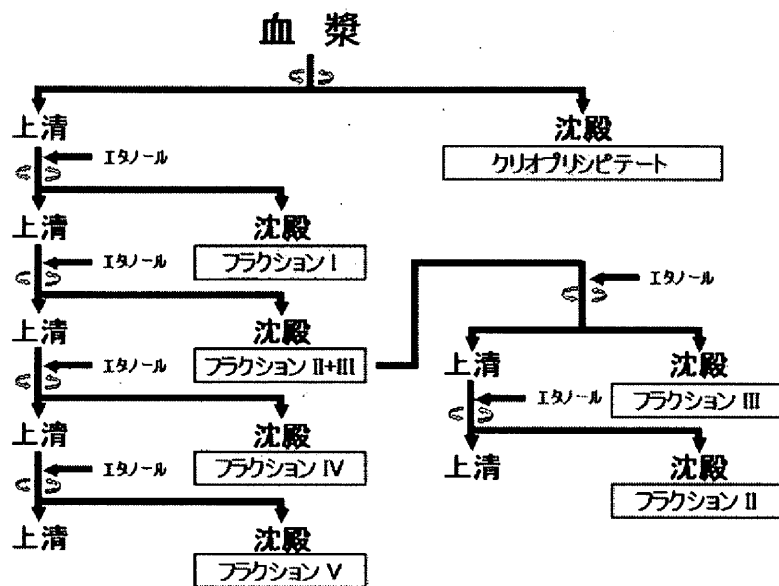 血漿
上清
沈殿
クリオプリシピテート
エタノール
上清
沈殿
フラクション I
エタノール
上清
沈殿
フラクション II+III
エタノール
上清
沈殿
フラクション IV
エタノール
上清
沈殿
フラクション V
エタノール
上清
沈殿
フラクション III
エタノール
上清
沈殿
フラクション II